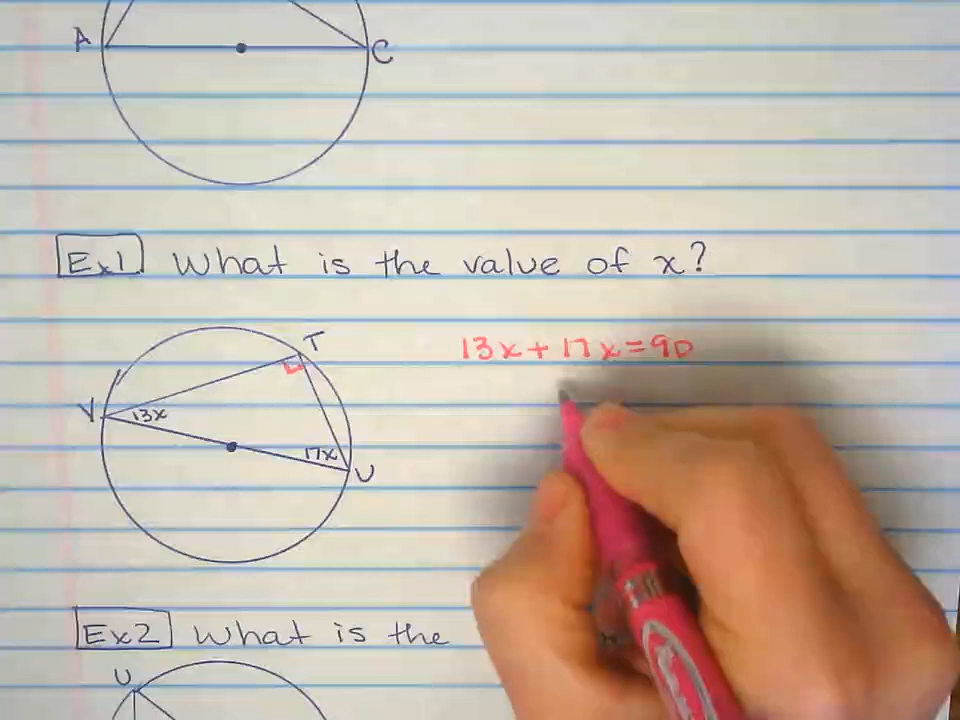 A C
Ex1 What is the value of x?
T
13x+17x=90
V 13x
17x U
Ex2 What is the
U